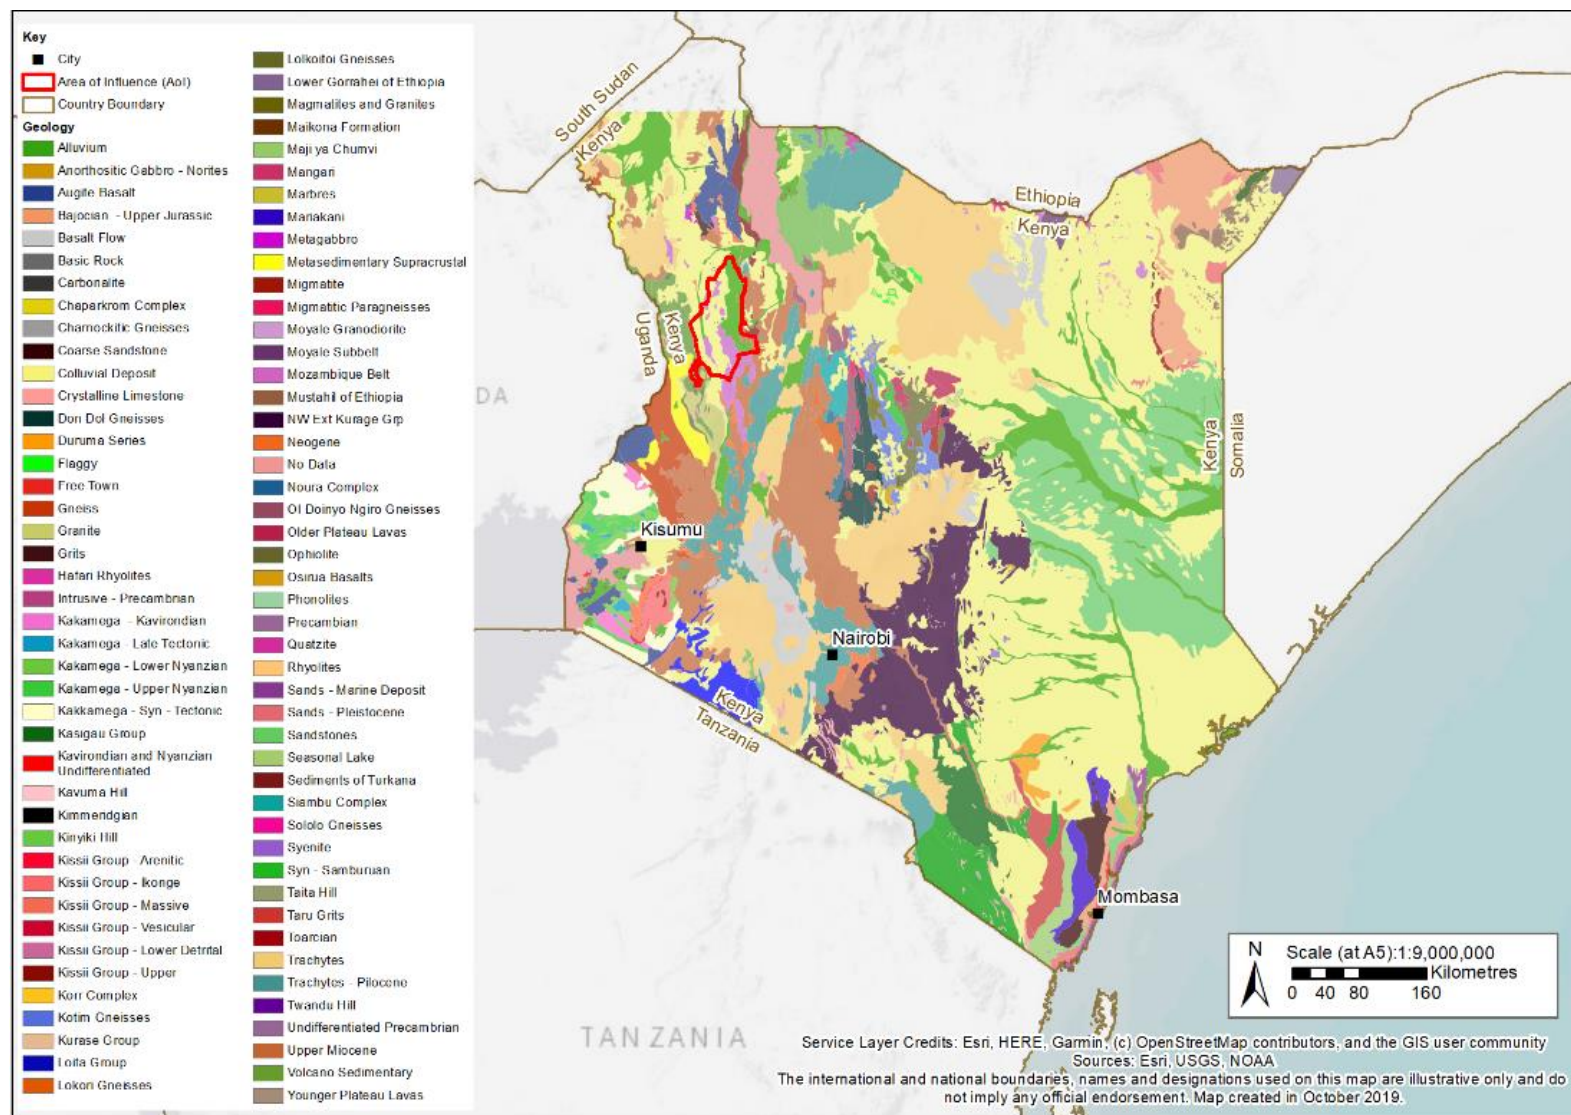 Key
City
Area of Influence (AoI)
Country Boundary
Geology
Alluvium
Anorthositic Gabbro - Norites
Augite Basalt
Bajocian - Upper Jurassic
Basalt Flow
Basic Rock
Carbonalite
Chaparkrom Complex
Charnockitic Gneisses
Coarse Sandstone
Colluvial Deposit
Crystalline Limestone
Don Dol Gneisses
Duruma Series
Flaggy
Free Town
Gneiss
Granite
Grits
Hafari Rhyolites
Intrusive - Precambrian
Kakamega - Kavirondian
Kakamega - Late Tectonic
Kakamega - Lower Nyanzian
Kakamega - Upper Nyanzian
Kakkamega - Syn - Tectonic
Kasigau Group
Kavirondian and Nyanzian
Undifferentiated
Kavuma Hill
Kimmeridgian
Kinyiki Hill
Kissii Group - Arenitic
Kissii Group - Ikonge
Kissii Group - Massive
Kissii Group - Vesicular
Kissii Group - Lower Detrital
Kissii Group - Upper
Korr Complex
Kotim Gneisses
Kurase Group
Loita Group
Lokori Gneisses
Lolkoitoi Gneisses
Lower Gorrahei of Ethiopia
Magmalites and Granites
Maikona Formation
Maji ya Chumvi
Mangari
Marbres
Mariakani
Metagabbro
Metasedimentary Supracrustal
Migmatite
Migmatitic Paragneisses
Moyale Granodiorite
Moyale Subbelt
Mozambique Belt
Mustahil of Ethiopia
NW Ext Kurage Grp
Neogene
No Data
Noura Complex
Ol Doinyo Ngiro Gneisses
Older Plateau Lavas
Ophiolite
Osirua Basalts
Phonolites
Precambian
Quatzite
Rhyolites
Sands - Marine Deposit
Sands - Pleistocene
Sandstones
Seasonal Lake
Sediments of Turkana
Siambu Complex
Sololo Gneisses
Syenite
Syn - Samburuan
Taita Hill
Taru Grits
Toarcian
Trachytes
Trachytes - Pilocene
Twandu Hill
Undifferentiated Precambrian
Upper Miocene
Volcano Sedimentary
Younger Plateau Lavas
South Sudan
Kenya
Ethiopia
Kenya
Uganda
Kenya
DA
Kenya
Somalia
Kisumu
Nairobi
Kenya
Tanzania
Mombasa
TANZANIA
N
Scale (at A5):1:9,000,000
Kilometres
0 40 80 160
Service Layer Credits: Esri, HERE, Garmin, (c) OpenStreetMap contributors, and the GIS user community
Sources: Esri, USGS, NOAA
The international and national boundaries, names and designations used on this map are illustrative only and do
not imply any official endorsement. Map created in October 2019.